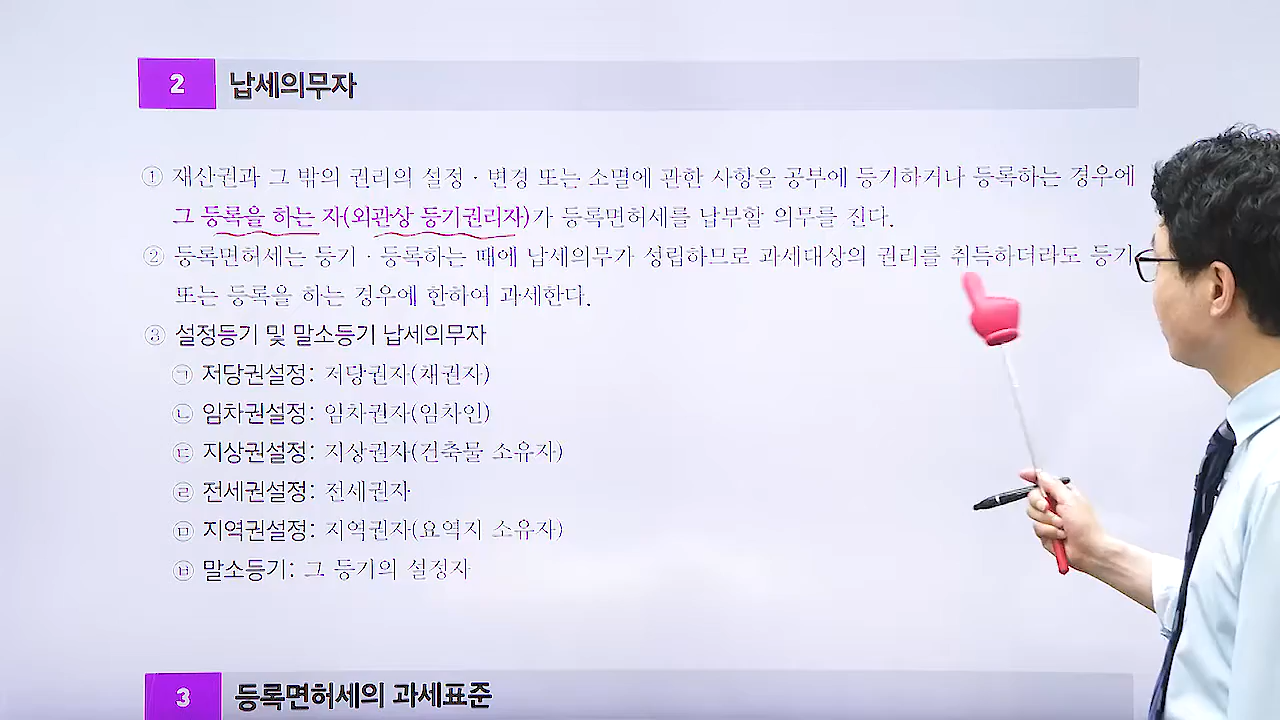 2 납세의무자
① 재산권과 그 밖의 권리의 설정 · 변경 또는 소멸에 관한 사항을 공부에 등기하거나 등록하는 경우에
그 등록을 하는 자(외관상 등기권리자)가 등록면허세를 납부할 의무를 진다.
② 등록면허세는 등기 · 등록하는 때에 납세의무가 성립하므로 과세대상의 권리를 취득하더라도 등기
또는 등록을 하는 경우에 한하여 과세한다.
③ 설정등기 및 말소등기 납세의무자
㉠ 저당권설정: 저당권자(채권자)
㉡ 임차권설정: 임차권자(임차인)
㉢ 지상권설정: 지상권자(건축물 소유자)
㉣ 전세권설정: 전세권자
㉤ 지역권설정: 지역권자(요역지 소유자)
㉥ 말소등기: 그 등기의 설정자
3 등록면허세의 과세표준